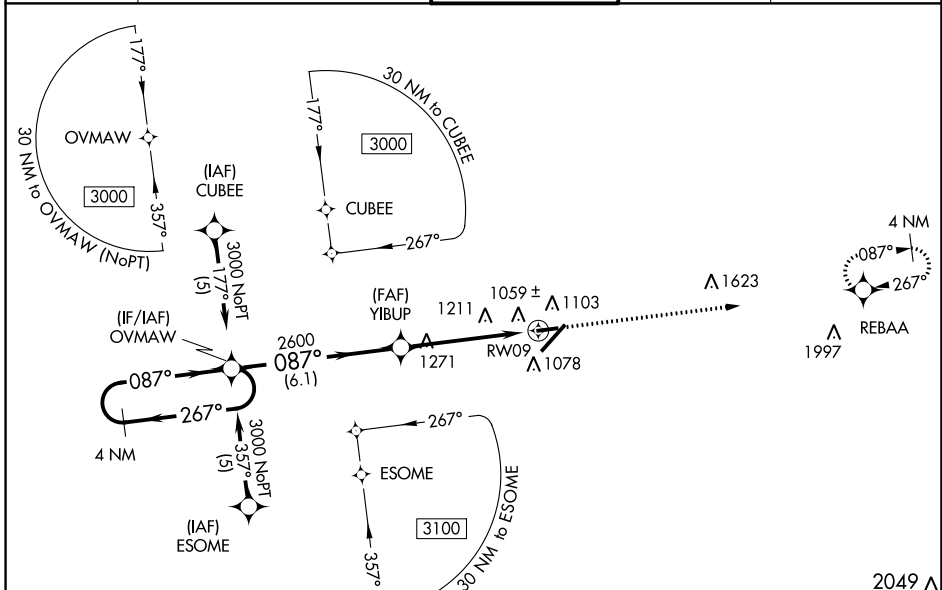 177°
OVMAW
3000
357°
30 NM to OVMAW (NoPT)
177°
30 NM to CUBEE
3000
CUBEE
267°
(IAF)
CUBEE
3000 NoPT
177°
(5)
4 NM
087°
267°
REBAA
1623
1997
(FAF)
YIBUP
1211
1059 ±
1103
RW09
1078
1271
(IF/IAF)
OVMAW
2600
087°
(6.1)
087°
267°
4 NM
3000 NoPT
357°
(5)
(IAF)
ESOME
267°
ESOME
3100
357°
30 NM to ESOME
2049